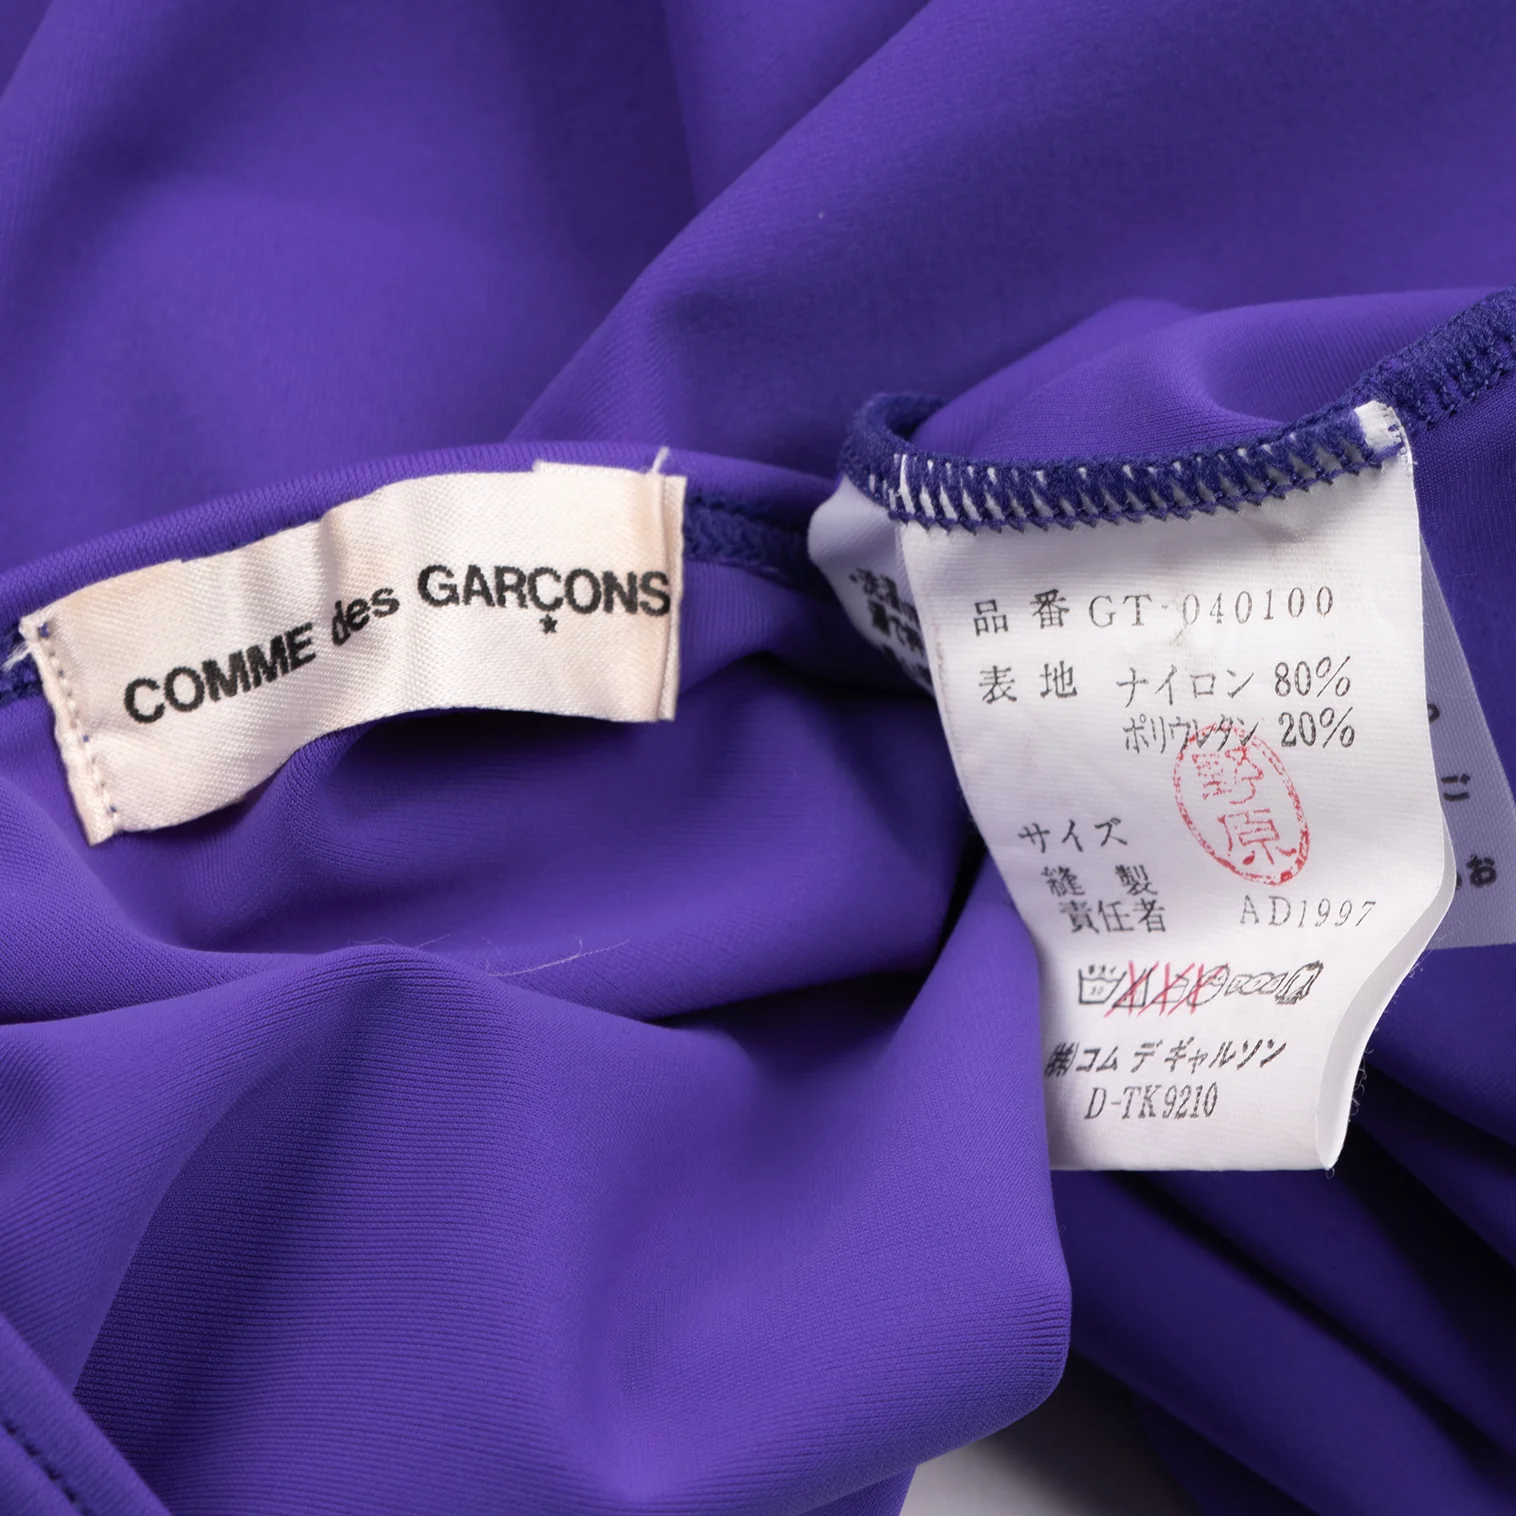 COMME des GARÇONS
品番 GT-040100
表地 ナイロン 80%
ポリウレタン 20%
野原
サイズ
縫製
責任者 AD1997
㈱コム デ ギャルソン
D-TK9210